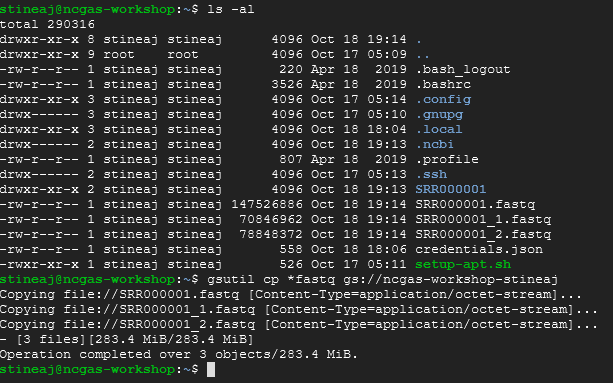 stineaj@ncgas-workshop:~$ ls -al
total 290316
drwxr-xr-x 8 stineaj stineaj 4096 Oct 18 19:14 .
drwxr-xr-x 9 root root 4096 Oct 17 05:09 ..
-rw-r--r-- 1 stineaj stineaj 220 Apr 18 2019 .bash_logout
-rw-r--r-- 1 stineaj stineaj 3526 Apr 18 2019 .bashrc
drwxr-xr-x 3 stineaj stineaj 4096 Oct 17 05:14 .config
drwx------ 3 stineaj stineaj 4096 Oct 17 05:10 .gnupg
drwxr-xr-x 3 stineaj stineaj 4096 Oct 18 18:04 .local
drwx------ 2 stineaj stineaj 4096 Oct 18 19:13 .ncbi
-rw-r--r-- 1 stineaj stineaj 807 Apr 18 2019 .profile
drwx------ 2 stineaj stineaj 4096 Oct 17 05:14 .ssh
drwxr-xr-x 2 stineaj stineaj 4096 Oct 18 19:13 SRR000001
-rw-r--r-- 1 stineaj stineaj 147526886 Oct 18 19:14 SRR000001.fastq
-rw-r--r-- 1 stineaj stineaj 70846962 Oct 18 19:14 SRR000001_1.fastq
-rw-r--r-- 1 stineaj stineaj 78848372 Oct 18 19:14 SRR000001_2.fastq
-rw-r--r-- 1 stineaj stineaj 558 Oct 18 18:06 credentials.json
-rwxr-xr-x 1 stineaj stineaj 526 Oct 17 05:11 setup-apt.sh
stineaj@ncgas-workshop:~$ gsutil cp *fastq gs://ncgas-workshop-stineaj
Copying file://SRR000001.fastq [Content-Type=application/octet-stream]...
Copying file://SRR000001_1.fastq [Content-Type=application/octet-stream]...
Copying file://SRR000001_2.fastq [Content-Type=application/octet-stream]...
- [3 files][283.4 MiB/283.4 MiB]
Operation completed over 3 objects/283.4 MiB.
stineaj@ncgas-workshop:~$